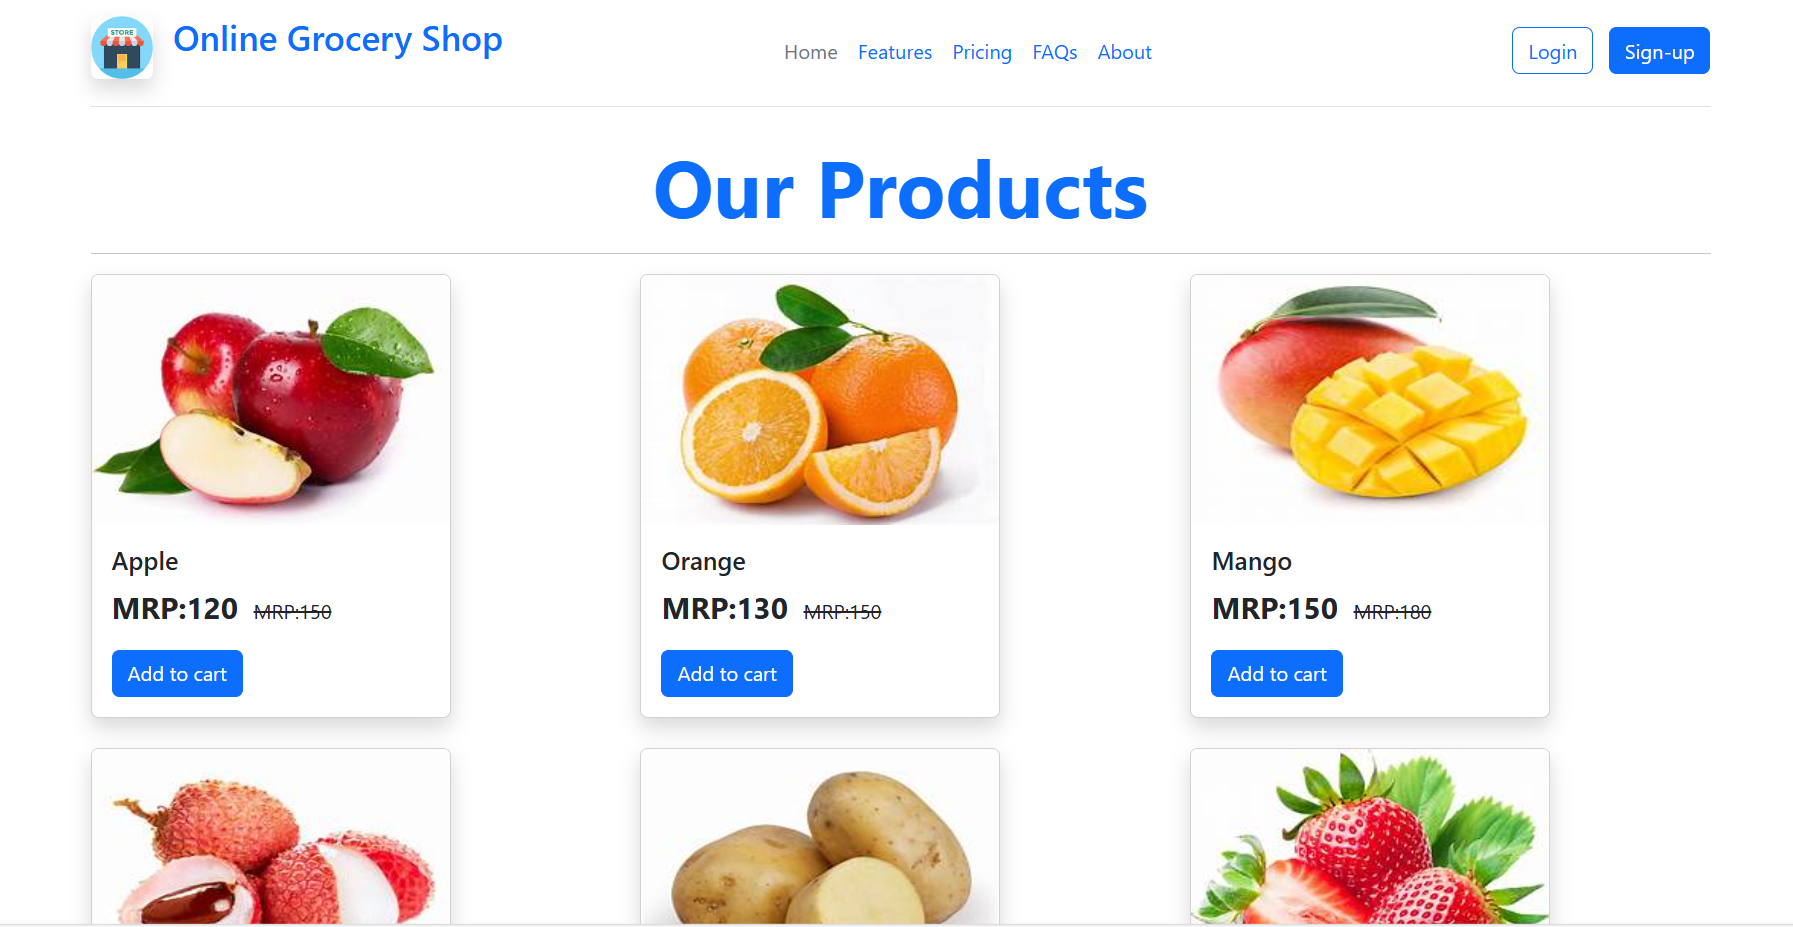 STORE
Online Grocery Shop
Home Features Pricing FAQs About
Login Sign-up
Our Products
Apple
MRP:120 MRP:150
Add to cart
Orange
MRP:130 MRP:150
Add to cart
Mango
MRP:150 MRP:180
Add to cart